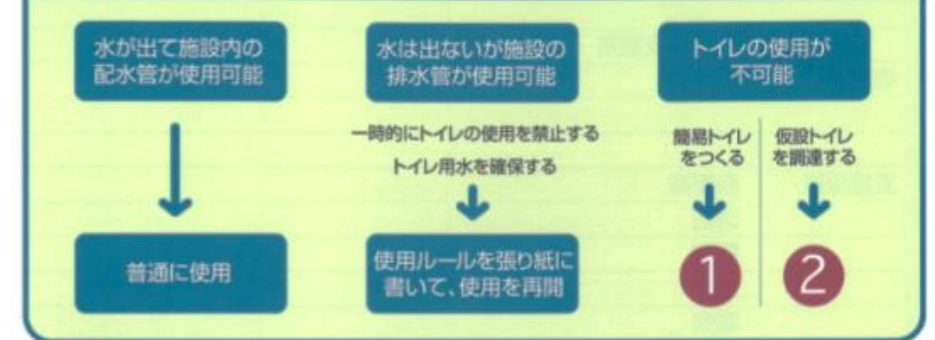 水が出て施設内の
配水管が使用可能
水は出ないが施設の
排水管が使用可能
トイレの使用が
不可能
一時的にトイレの使用を禁止する
トイレ用水を確保する
簡易トイレ
をつくる
仮設トイレ
を調達する
普通に使用
使用ルールを張り紙に
書いて、使用を再開
1
2